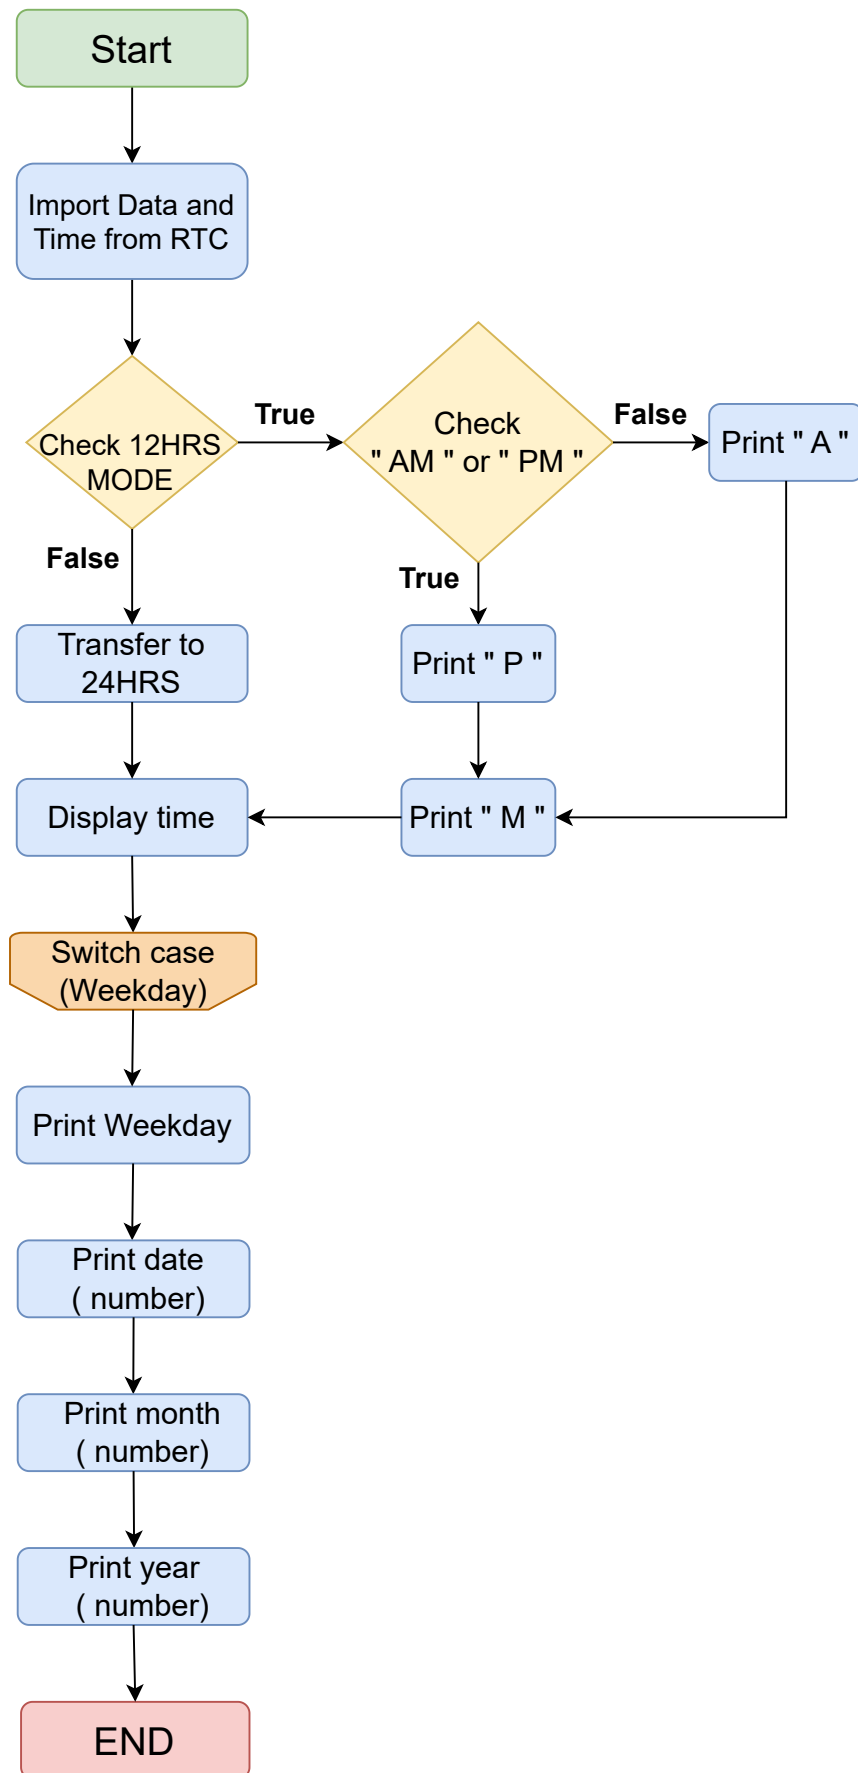 Start
Import Data and
Time from RTC
Check 12HRS
MODE
True
Check
" AM " or " PM "
False
Print " A "
False
True
Transfer to
24HRS
Print " P "
Display time
Print " M "
Switch case
(Weekday)
Print Weekday
Print date
( number)
Print month
( number)
Print year
( number)
END